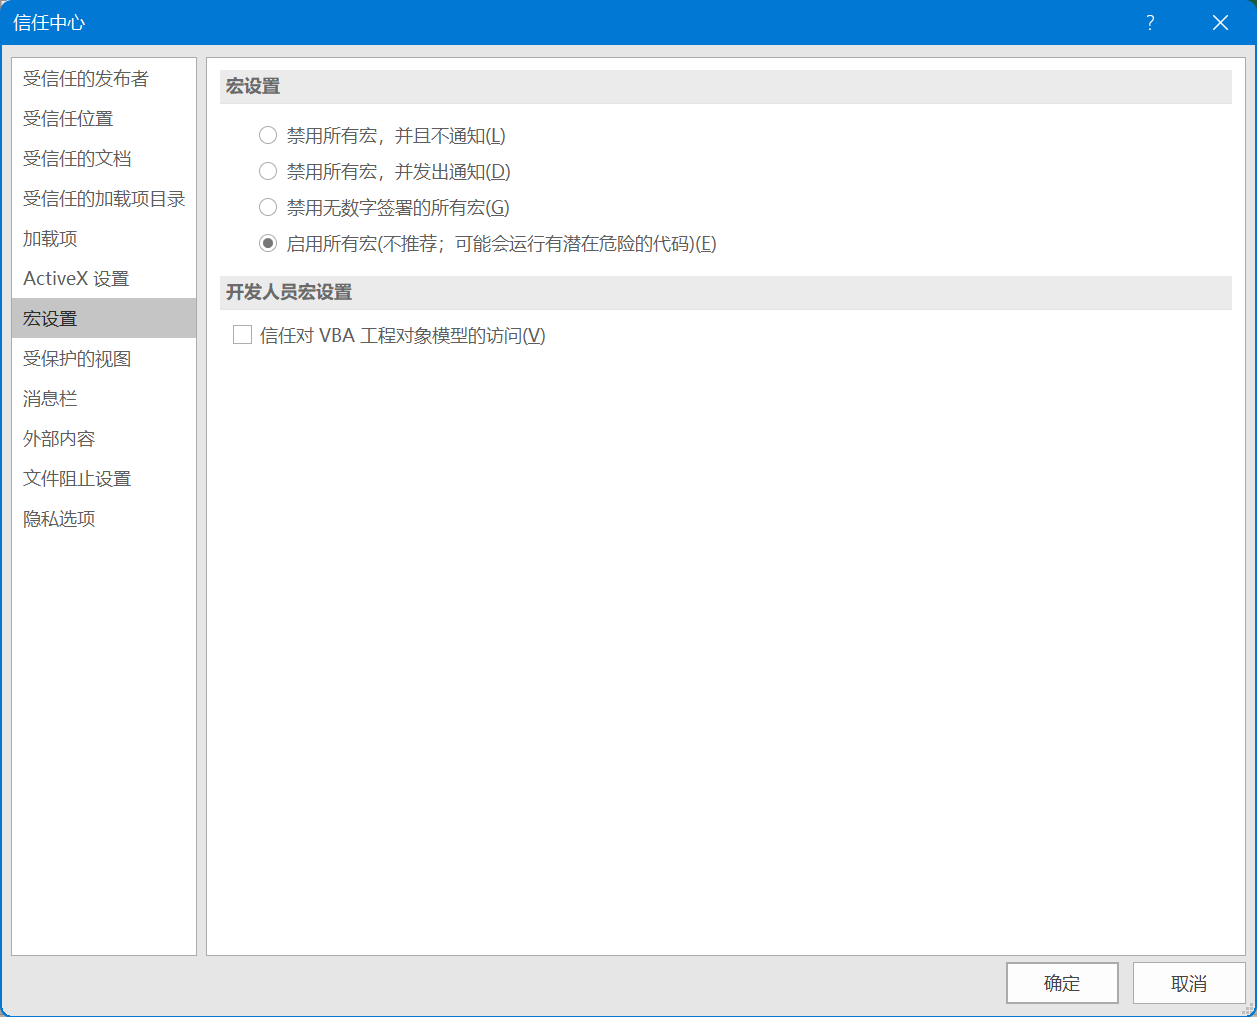 信任中心
?
受信任的发布者
受信任位置
受信任的文档
受信任的加载项目录
加载项
ActiveX 设置
宏设置
受保护的视图
消息栏
外部内容
文件阻止设置
隐私选项
宏设置
禁用所有宏，并且不通知(L)
禁用所有宏，并发出通知(D)
禁用无数字签署的所有宏(G)
启用所有宏(不推荐；可能会运行有潜在危险的代码)(E)
开发人员宏设置
信任对 VBA 工程对象模型的访问(V)
确定
取消